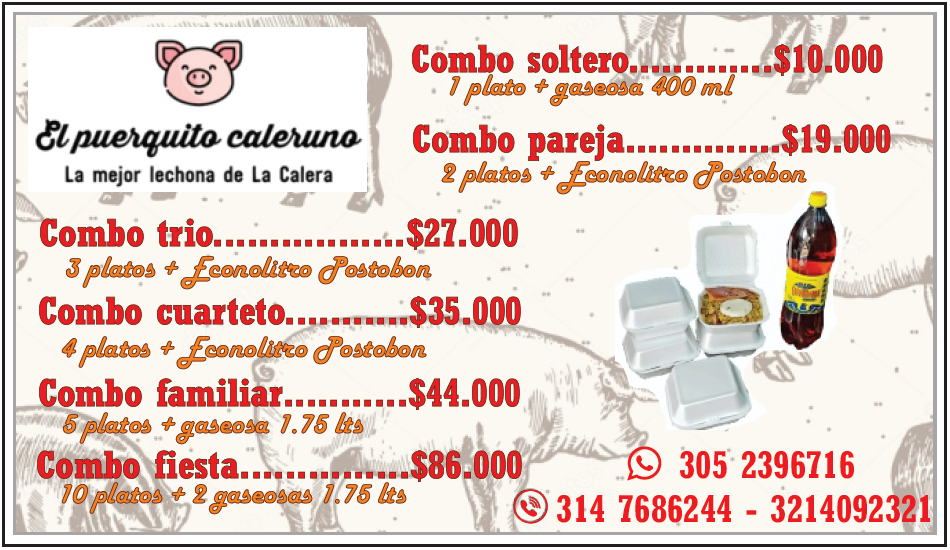 El puerquito caleruno
La mejor lechona de La Calera
Combo soltero.............$10.000
1 plato + gaseosa 400 ml
Combo pareja..............$19.000
2 platos + Econolitro Postobon
Combo trio.................$27.000
3 platos + Econolitro Postobon
Combo cuarteto...........$35.000
4 platos + Econolitro Postobon
Combo familiar...........$44.000
5 platos + gaseosa 1.75 lts
Combo fiesta...............$86.000
10 platos + 2 gaseosas 1.75 lts
305 2396716
314 7686244 - 3214092321